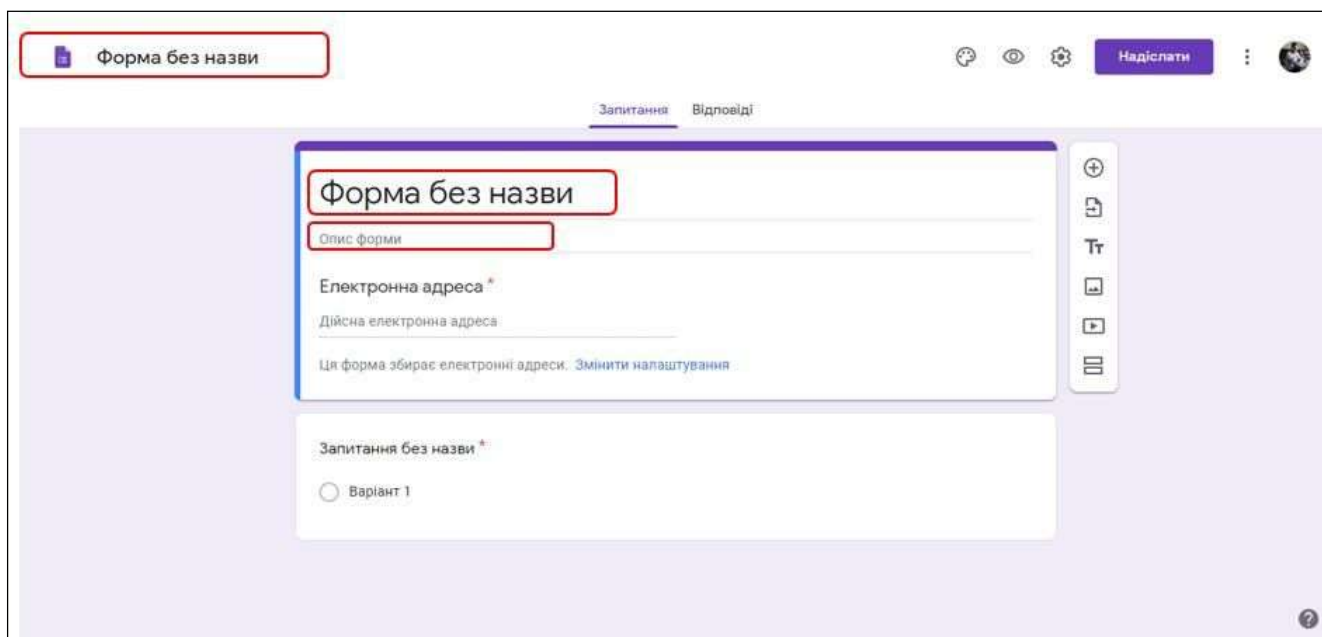 Форма без назви
Надіслати
Запитання Відповіді
Форма без назви
Опис форми
Електронна адреса *
Дійсна електронна адреса
Ця форма збирає електронні адреси. Змінити налаштування
Запитання без назви *
Варіант 1